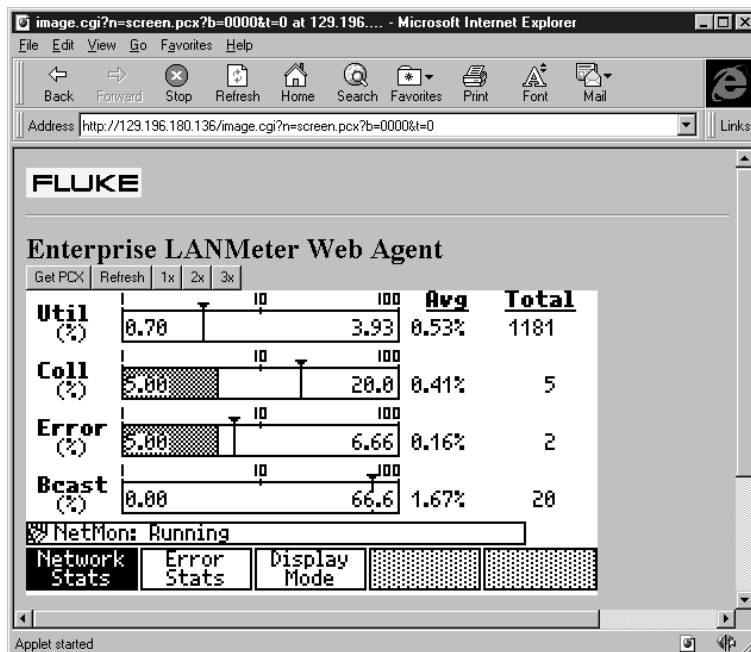 image.cgi?n=screen.pcx?b=0000&t=0 at 129.196.... - Microsoft Internet Explorer
File Edit View Go Favorites Help
Back Forward Stop Refresh Home Search Favorites Print Font Mail
Address http://129.196.180.136/image.cgi?n=screen.pcx?b=0000&t=0 Links
FLUKE
Enterprise LANMeter Web Agent
Get PCX Refresh 1x 2x 3x
1 10 100 Avg Total
Util (%) 0.70 3.93 0.53% 1181
1 10 100
Coll (%) 5.00 20.0 0.41% 5
1 10 100
Error (%) 5.00 6.66 0.16% 2
1 10 100
Bcast (%) 0.00 66.6 1.67% 20
NetMon: Running
Network Stats Error Stats Display Mode
Applet started